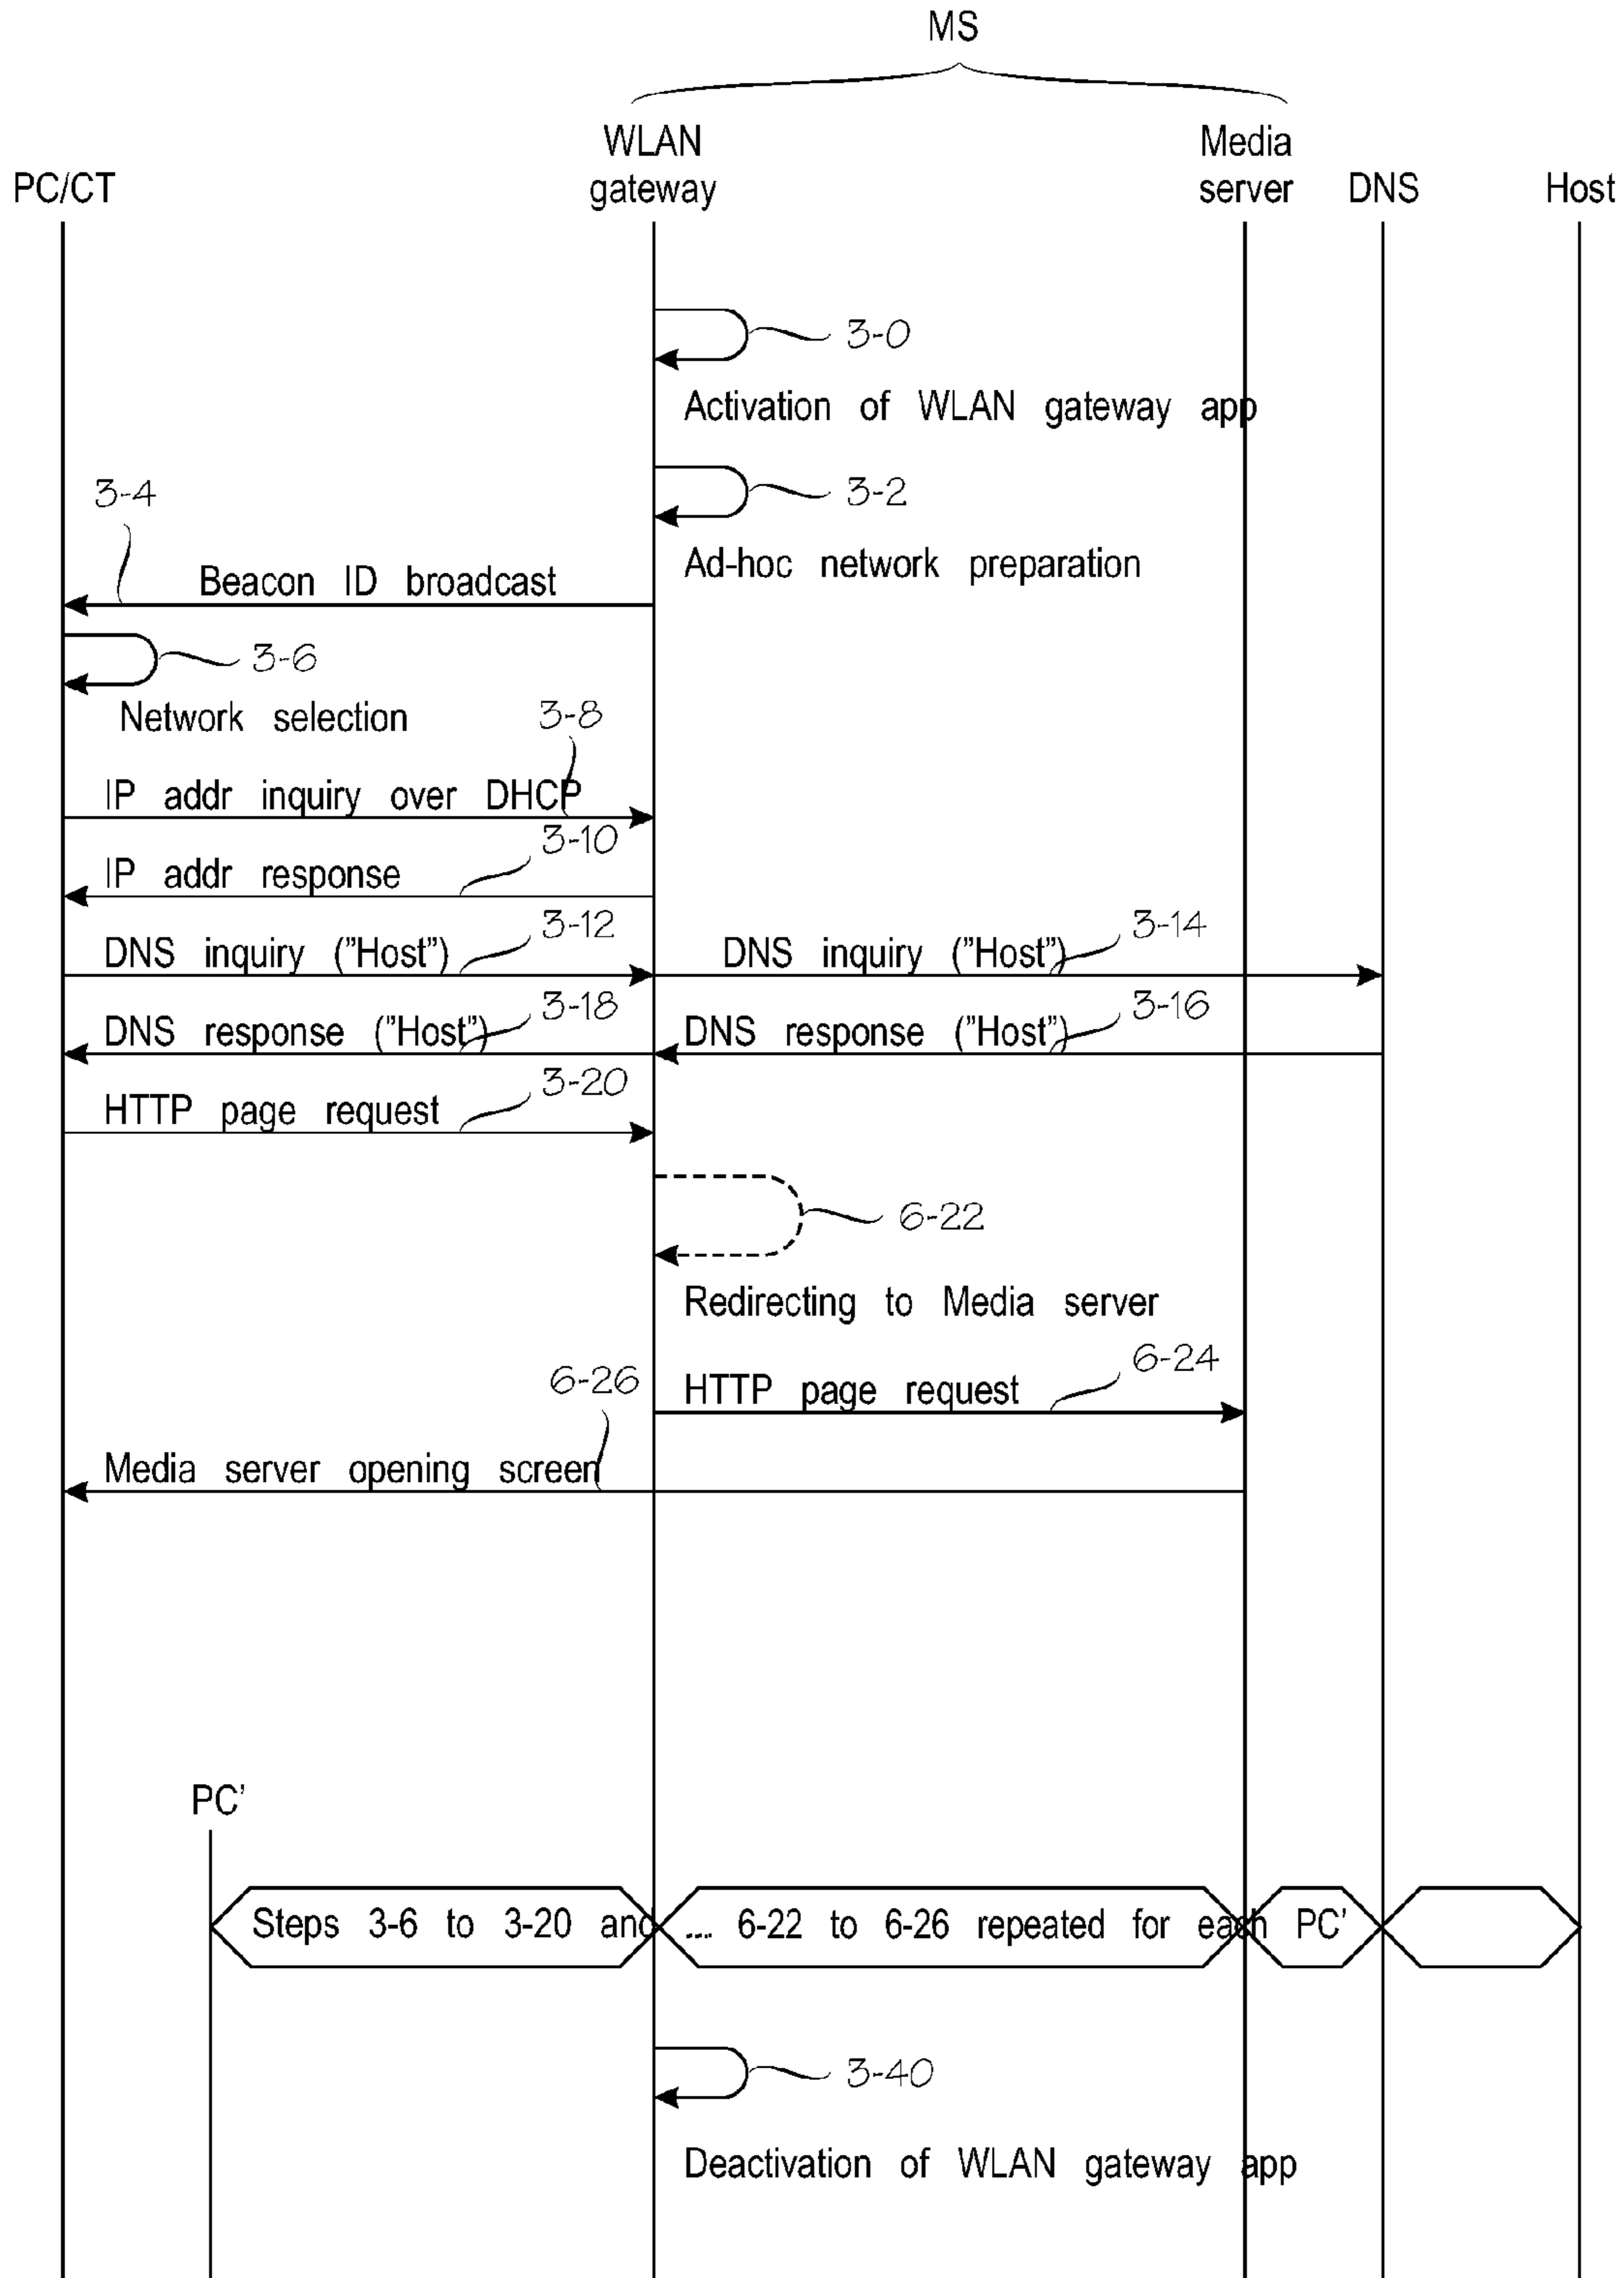 MS
WLAN
gateway
Media
server
PC/CT
DNS
Host
3-0
Activation of WLAN gateway app
3-2
Ad-hoc network preparation
3-4
Beacon ID broadcast
3-6
Network selection
3-8
IP addr inquiry over DHCP
3-10
IP addr response
3-12
DNS inquiry ("Host")
3-14
DNS inquiry ("Host")
3-18
DNS response ("Host")
3-16
DNS response ("Host")
3-20
HTTP page request
6-22
Redirecting to Media server
6-24
HTTP page request
6-26
Media server opening screen
PC'
Steps 3-6 to 3-20 and .... 6-22 to 6-26 repeated for each PC'
3-40
Deactivation of WLAN gateway app